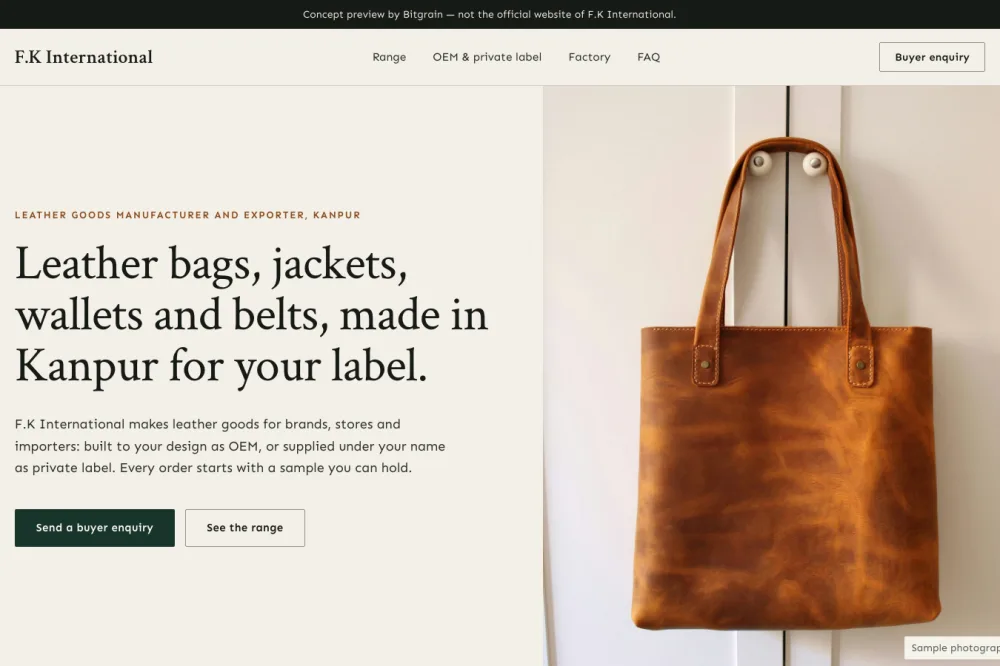 Concept preview by Bitgrain — not the official website of F.K International.
F.K International
Range
OEM & private label
Factory
FAQ
Buyer enquiry
LEATHER GOODS MANUFACTURER AND EXPORTER, KANPUR
Leather bags, jackets,
wallets and belts, made in
Kanpur for your label.
F.K International makes leather goods for brands, stores and
importers: built to your design as OEM, or supplied under your name
as private label. Every order starts with a sample you can hold.
Send a buyer enquiry
See the range
Sample